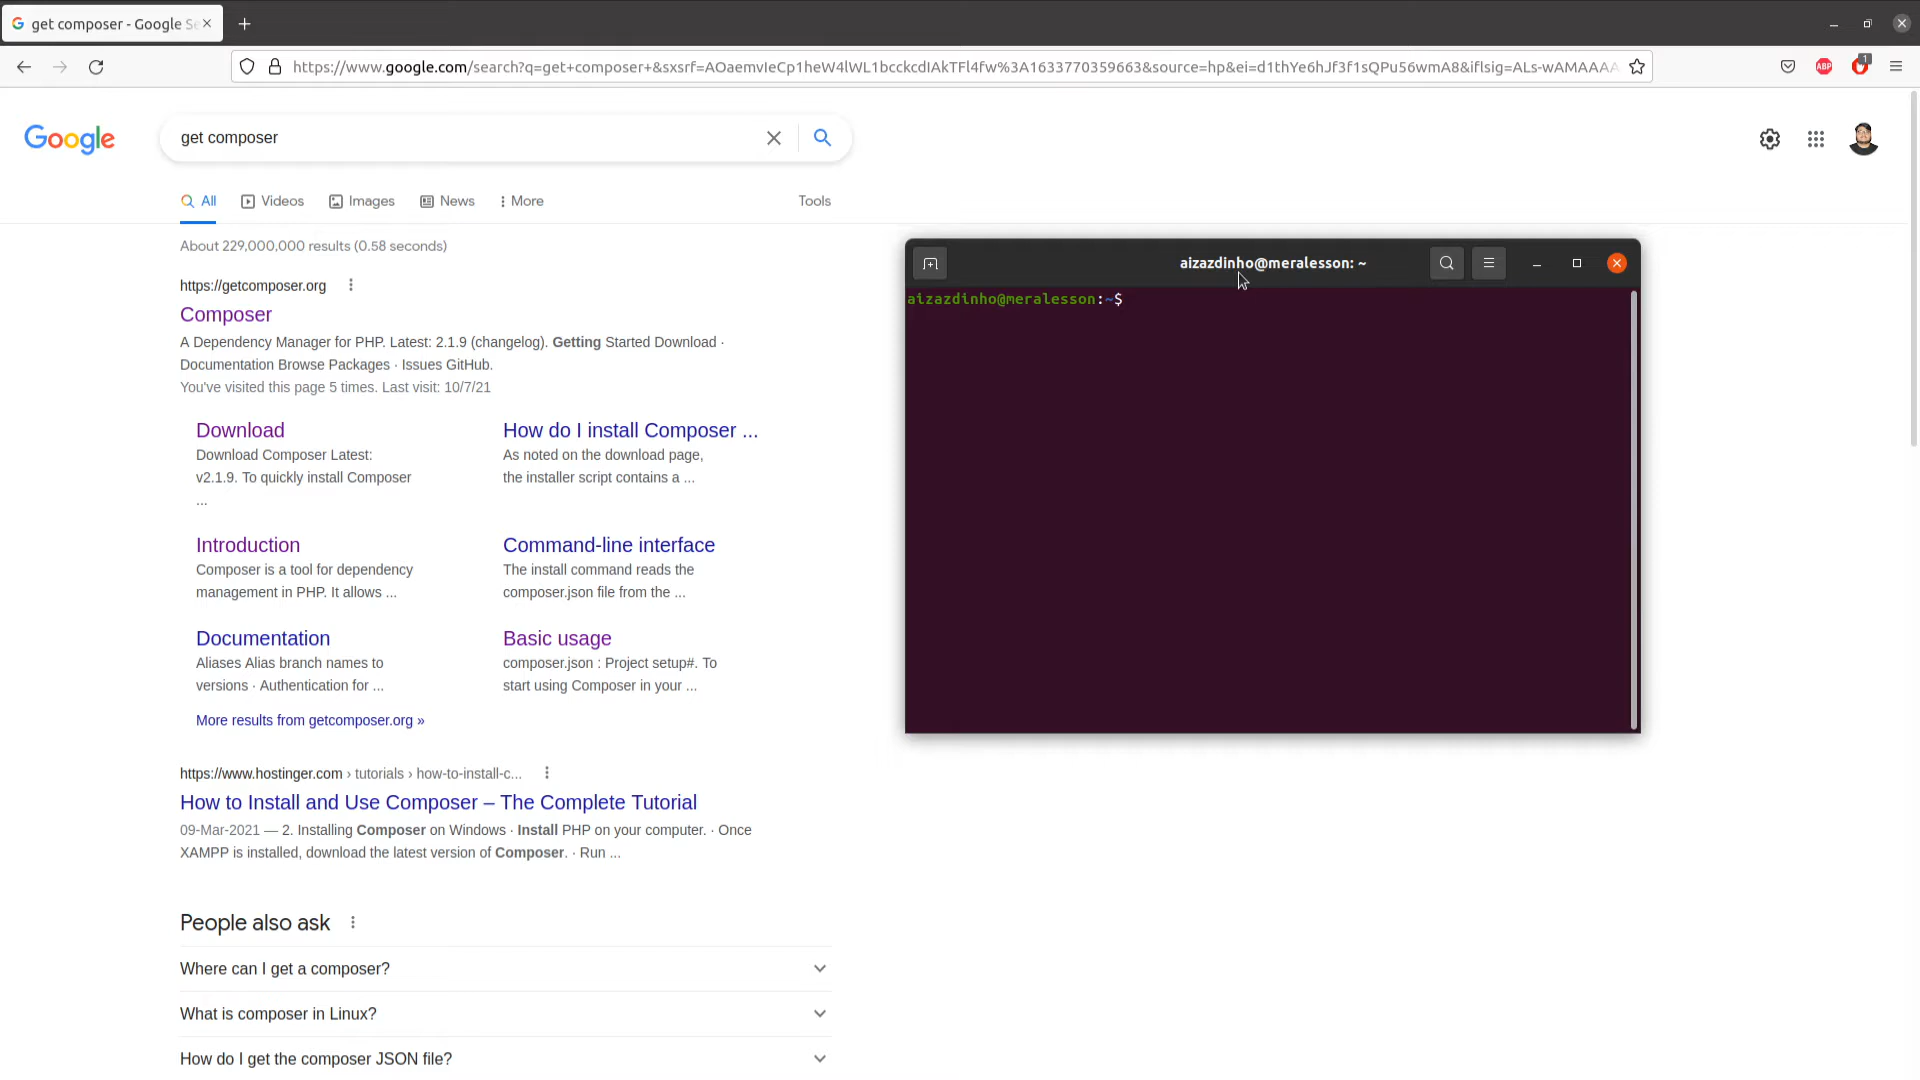 get composer - Google Se
https://www.google.com/search?q=get+composer+&sxsrf=AOaemvIeCp1heW4lWL1bcckcdIAkTFl4fw%3A1633770359663&source=hp&ei=d1thYe6hJf3f1sQPu56wmA8&iflsig=ALs-wAMAAAA
ABP
1
Google
get composer
All Videos Images News More Tools
About 229,000,000 results (0.58 seconds)
https://getcomposer.org
Composer
A Dependency Manager for PHP. Latest: 2.1.9 (changelog). Getting Started Download ·
Documentation Browse Packages · Issues GitHub.
You've visited this page 5 times. Last visit: 10/7/21
Download
Download Composer Latest:
v2.1.9. To quickly install Composer
...
How do I install Composer ...
As noted on the download page,
the installer script contains a ...
Introduction
Composer is a tool for dependency
management in PHP. It allows ...
Command-line interface
The install command reads the
composer.json file from the ...
Documentation
Aliases Alias branch names to
versions · Authentication for ...
Basic usage
composer.json : Project setup#. To
start using Composer in your ...
More results from getcomposer.org »
https://www.hostinger.com › tutorials › how-to-install-c...
How to Install and Use Composer – The Complete Tutorial
09-Mar-2021 — 2. Installing Composer on Windows · Install PHP on your computer. · Once
XAMPP is installed, download the latest version of Composer. · Run ...
People also ask
Where can I get a composer?
What is composer in Linux?
How do I get the composer JSON file?
aizazdinho@meralesson: ~
aizazdinho@meralesson:~$